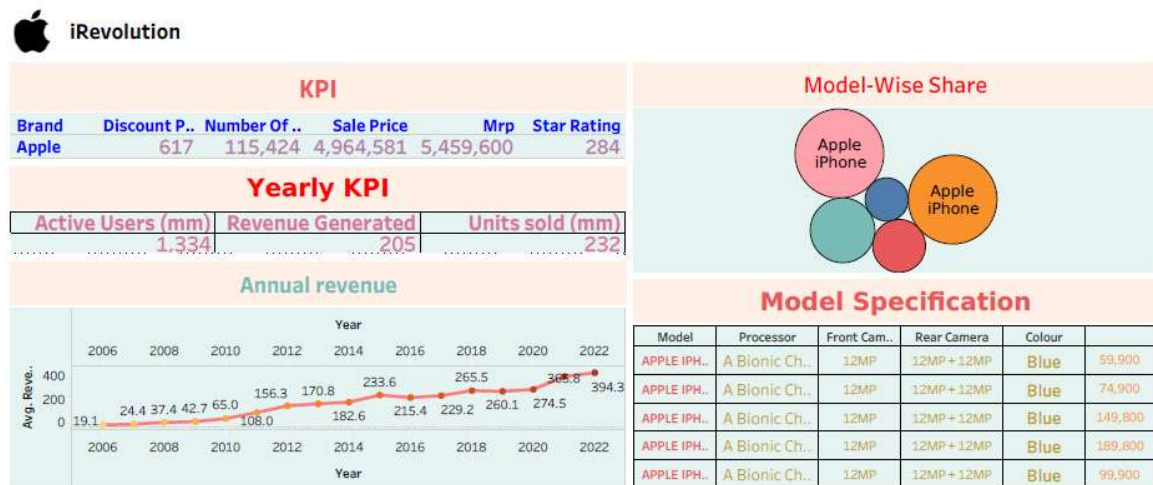 iRevolution
KPI
Brand Discount P.. Number Of .. Sale Price Mrp Star Rating
Apple 617 115,424 4,964,581 5,459,600 284
Yearly KPI
Active Users (mm) Revenue Generated Units sold (mm)
1,334 205 232
Annual revenue
Year
2006 2008 2010 2012 2014 2016 2018 2020 2022
Avg. Reve..
400
200
0
19.1 24.4 37.4 42.7 65.0 108.0 156.3 170.8 182.6 233.6 215.4 229.2 265.5 260.1 274.5 365.8 394.3
2006 2008 2010 2012 2014 2016 2018 2020 2022
Year
Model-Wise Share
Apple
iPhone
Apple
iPhone
Model Specification
Model Processor Front Cam.. Rear Camera Colour
APPLE IPH.. A Bionic Ch.. 12MP 12MP+12MP Blue 59,900
APPLE IPH.. A Bionic Ch.. 12MP 12MP+12MP Blue 74,900
APPLE IPH.. A Bionic Ch.. 12MP 12MP+12MP Blue 149,800
APPLE IPH.. A Bionic Ch.. 12MP 12MP+12MP Blue 189,800
APPLE IPH.. A Bionic Ch.. 12MP 12MP+12MP Blue 99,900